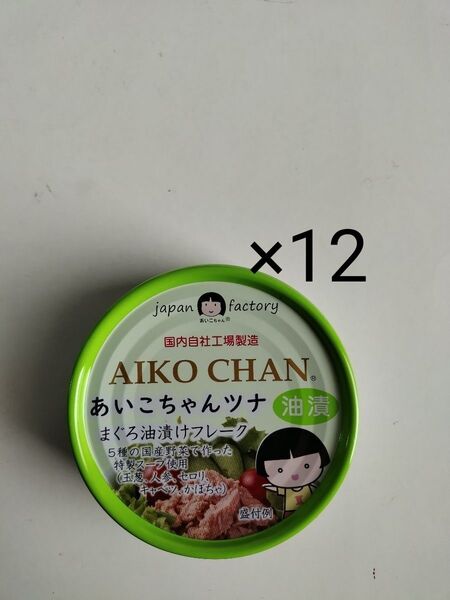 ×12
japan factory
あいこちゃん®
国内自社工場製造
AIKO CHAN®
あいこちゃんツナ 油漬
まぐろ油漬けフレーク
5種の国産野菜で作った
特製スープ使用
(玉葱、人参、セロリ、
キャベツ、かぼちゃ)
盛付例